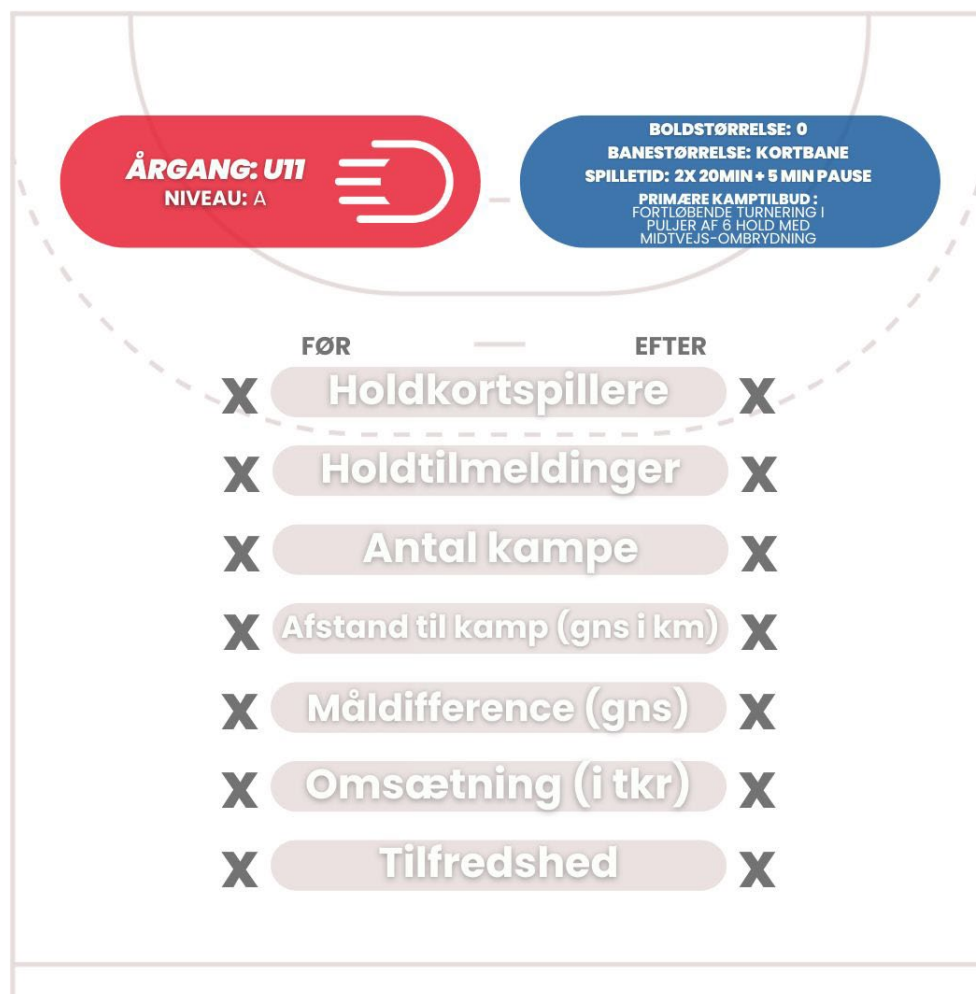 ÅRGANG: U11
NIVEAU: A
BOLDSTØRRELSE: 0
BANESTØRRELSE: KORTBANE
SPILLETID: 2X 20MIN + 5 MIN PAUSE
PRIMÆRE KAMPTILBUD :
FORTLØBENDE TURNERING I
PULJER AF 6 HOLD MED
MIDTVEJS-OMBRYDNING
FØR EFTER
X Holdkortspillere X
X Holdtilmeldinger X
X Antal kampe X
X Afstand til kamp (gns i km) X
X Måldifference (gns) X
X Omsætning (i tkr) X
X Tilfredshed X